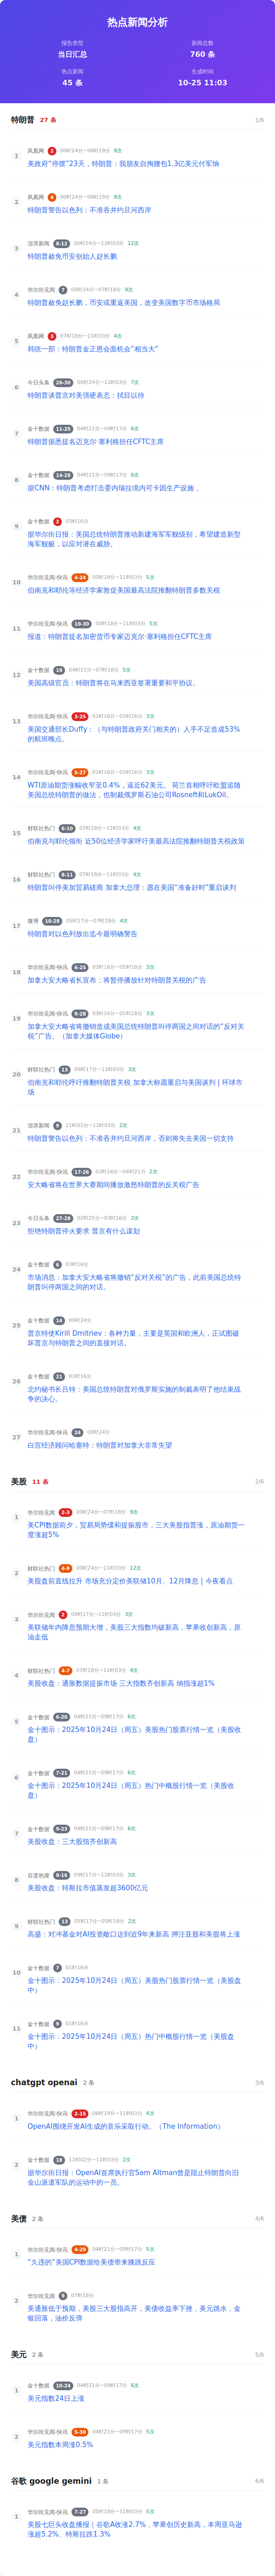 热点新闻分析
报告类型
当日汇总
新闻总数
760 条
热点新闻
45 条
生成时间
10-25 11:03
特朗普 27 条 1/6
1
凤凰网 2 00时24分~06时19分 8次
美政府“停摆”23天，特朗普：我朋友自掏腰包1.3亿美元付军饷
2
凤凰网 4 00时24分~06时19分 8次
特朗普警告以色列：不准吞并约旦河西岸
3
澎湃新闻 8-12 00时24分~11时03分 12次
特朗普赦免币安创始人赵长鹏
4
华尔街见闻 7 00时24分~07时18分 9次
特朗普赦免赵长鹏，币安或重返美国，改变美国数字货币市场格局
5
凤凰网 3 07时18分~11时03分 4次
韩统一部：特朗普金正恩会面机会“相当大”
6
今日头条 26-30 00时24分~11时03分 7次
特朗普谈普京对美强硬表态：拭目以待
7
金十数据 11-25 04时21分~09时17分 6次
特朗普据悉提名迈克尔·塞利格担任CFTC主席
8
金十数据 14-28 04时21分~09时17分 6次
据CNN：特朗普考虑打击委内瑞拉境内可卡因生产设施 。
9
金十数据 2 03时16分
据华尔街日报：美国总统特朗普推动新建海军军舰级别，希望建造新型
海军舰艇，以应对潜在威胁。
10
华尔街见闻-快讯 4-24 05时18分~11时03分 5次
伯南克和耶伦等经济学家敦促美国最高法院推翻特朗普多数关税
11
华尔街见闻-快讯 10-30 05时18分~11时03分 5次
报道：特朗普提名加密货币专家迈克尔·塞利格担任CFTC主席
12
金十数据 19 04时21分~07时18分 5次
美国高级官员：特朗普将在马来西亚签署重要和平协议。
13
华尔街见闻-快讯 3-25 01时16分~03时16分 3次
美国交通部长Duffy：（与特朗普政府关门相关的）人手不足造成53%
的航班晚点。
14
华尔街见闻-快讯 5-27 01时16分~03时16分 3次
WTI原油期货涨幅收窄至0.4%，逼近62美元。 荷兰首相呼吁欧盟追随
美国总统特朗普的做法，也制裁俄罗斯石油公司Rosneft和LukOil。
15
财联社热门 6-10 07时18分~11时03分 4次
伯南克与耶伦领衔 近50位经济学家呼吁美最高法院推翻特朗普关税政策
16
财联社热门 8-11 07时18分~11时03分 4次
特朗普叫停美加贸易磋商 加拿大总理：愿在美国“准备好时”重启谈判
17
微博 10-28 05时17分~07时18分 4次
特朗普对以色列放出迄今最明确警告
18
华尔街见闻-快讯 6-25 03时16分~05时18分 3次
加拿大安大略省长宣布：将暂停播放针对特朗普关税的广告
19
华尔街见闻-快讯 9-28 03时16分~05时18分 3次
加拿大安大略省将撤销造成美国总统特朗普叫停两国之间对话的“反对关
税”广告。（加拿大媒体Globe）
20
财联社热门 13 09时17分~11时03分 3次
伯南克和耶伦呼吁推翻特朗普关税 加拿大称愿重启与美国谈判 | 环球市
场
21
澎湃新闻 9 11时02分~11时03分 2次
特朗普警告以色列：不准吞并约旦河西岸，否则将失去美国一切支持
22
华尔街见闻-快讯 17-26 03时16分~04时21分 2次
安大略省将在世界大赛期间播放激怒特朗普的反关税广告
23
今日头条 27-28 02时25分~03时16分 2次
拒绝特朗普停火要求 普京有什么谋划
24
金十数据 6 03时16分
市场消息：加拿大安大略省将撤销“反对关税”的广告，此前美国总统特
朗普叫停两国之间的对话。
25
金十数据 14 00时24分
普京特使Kirill Dmitriev：各种力量，主要是英国和欧洲人，正试图破
坏普京与特朗普之间的直接对话。
26
金十数据 21 01时16分
北约秘书长吕特：美国总统特朗普对俄罗斯实施的制裁表明了他结束战
争的决心。
27
华尔街见闻-快讯 24 00时24分
白宫经济顾问哈塞特：特朗普对加拿大非常失望
美股 11 条 2/6
1
华尔街见闻 2-3 00时24分~07时18分 9次
美CPI数据前夕，贸易局势缓和提振股市，三大美股指普涨，原油期货一
度涨超5%
2
财联社热门 4-9 00时24分~11时03分 12次
美股盘前直线拉升 市场充分定价美联储10月、12月降息 | 今夜看点
3
华尔街见闻 2 09时17分~11时03分 3次
美联储年内降息预期大增，美股三大指数均破新高，苹果收创新高，原
油走低
4
财联社热门 4-7 07时18分~11时03分 4次
美股收盘：通胀数据提振市场 三大指数齐创新高 纳指涨超1%
5
金十数据 6-20 04时21分~09时17分 6次
金十图示：2025年10月24日（周五）美股热门股票行情一览（美股收
盘）
6
金十数据 7-21 04时21分~09时17分 6次
金十图示：2025年10月24日（周五）热门中概股行情一览（美股收
盘）
7
金十数据 9-23 04时21分~09时17分 6次
美股收盘：三大股指齐创新高
8
百度热搜 9-16 09时17分~11时03分 3次
美股收盘：特斯拉市值蒸发超3600亿元
9
财联社热门 13 05时17分~05时18分 2次
高盛：对冲基金对AI投资敞口达到近9年来新高 押注亚股和美股将上涨
10
金十数据 7 01时16分
金十图示：2025年10月24日（周五）美股热门股票行情一览（美股盘
中）
11
金十数据 9 01时16分
金十图示：2025年10月24日（周五）热门中概股行情一览（美股盘
中）
chatgpt openai 2 条 3/6
1
华尔街见闻-快讯 2-15 06时19分~11时03分 4次
OpenAI围绕开发AI生成的音乐采取行动。（The Information）
2
金十数据 18 11时02分~11时03分 2次
据华尔街日报：OpenAI首席执行官Sam Altman曾是阻止特朗普向旧
金山派遣军队的运动中的一员。
美债 2 条 4/6
1
华尔街见闻-快讯 4-29 04时21分~09时17分 5次
“久违的”美国CPI数据给美债带来膝跳反应
2
华尔街见闻 9 07时18分
美通胀低于预期，美股三大股指高开，美债收益率下挫，美元跳水，金
银回落，油价反弹
美元 2 条 5/6
1
金十数据 10-24 04时21分~09时17分 6次
美元指数24日上涨
2
华尔街见闻-快讯 5-30 04时21分~09时17分 5次
美元指数本周涨0.5%
谷歌 google gemini 1 条 6/6
1
华尔街见闻-快讯 7-27 05时18分~11时03分 5次
美股七巨头收盘播报｜谷歌A收涨2.7%，苹果创历史新高，本周亚马逊
涨超5.2%、特斯拉跌1.3%